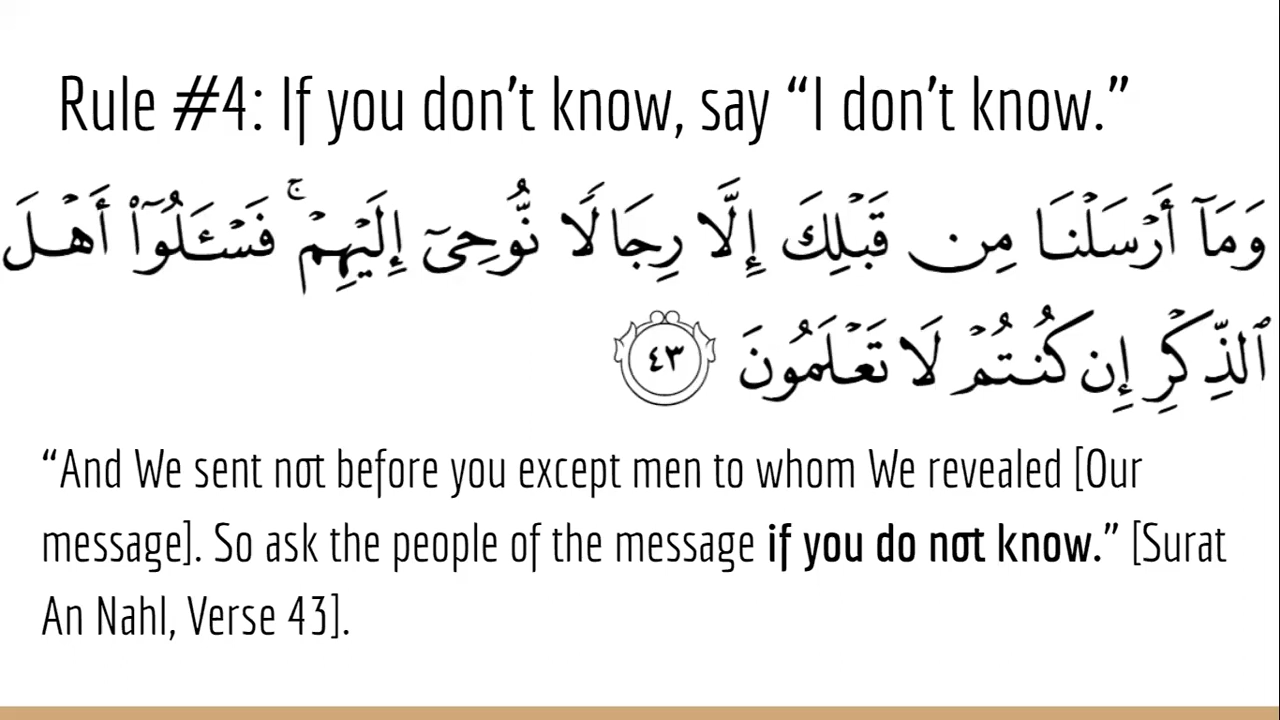 Rule #4: If you don't know, say “I don't know.”
وَمَآ أَرْسَلْنَا مِن قَبْلِكَ إِلَّا رِجَالًا نُّوحِىٓ إِلَيْهِمْ ۚ فَسْـَٔلُوٓا۟ أَهْلَ
ٱلذِّكْرِ إِن كُنتُمْ لَا تَعْلَمُونَ ٤٣
“And We sent not before you except men to whom We revealed [Our
message]. So ask the people of the message if you do not know.” [Surat
An Nahl, Verse 43].